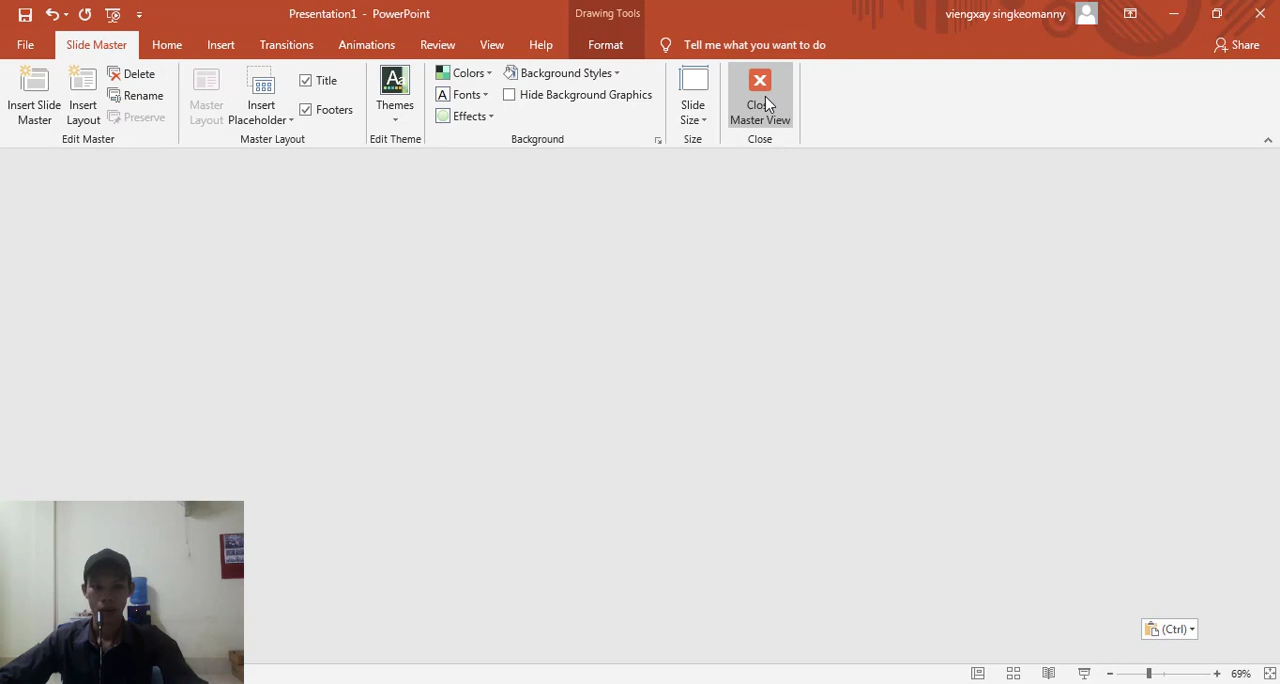 Presentation1 - PowerPoint
Drawing Tools
viengxay singkeomanny
File
Slide Master
Home
Insert
Transitions
Animations
Review
View
Help
Format
Tell me what you want to do
Share
Insert Slide
Master
Insert
Layout
Delete
Rename
Preserve
Edit Master
Master
Layout
Insert
Placeholder
Title
Footers
Master Layout
Themes
Edit Theme
Colors
Fonts
Effects
Background Styles
Hide Background Graphics
Background
Slide
Size
Size
Master View
Close
(Ctrl)
69%